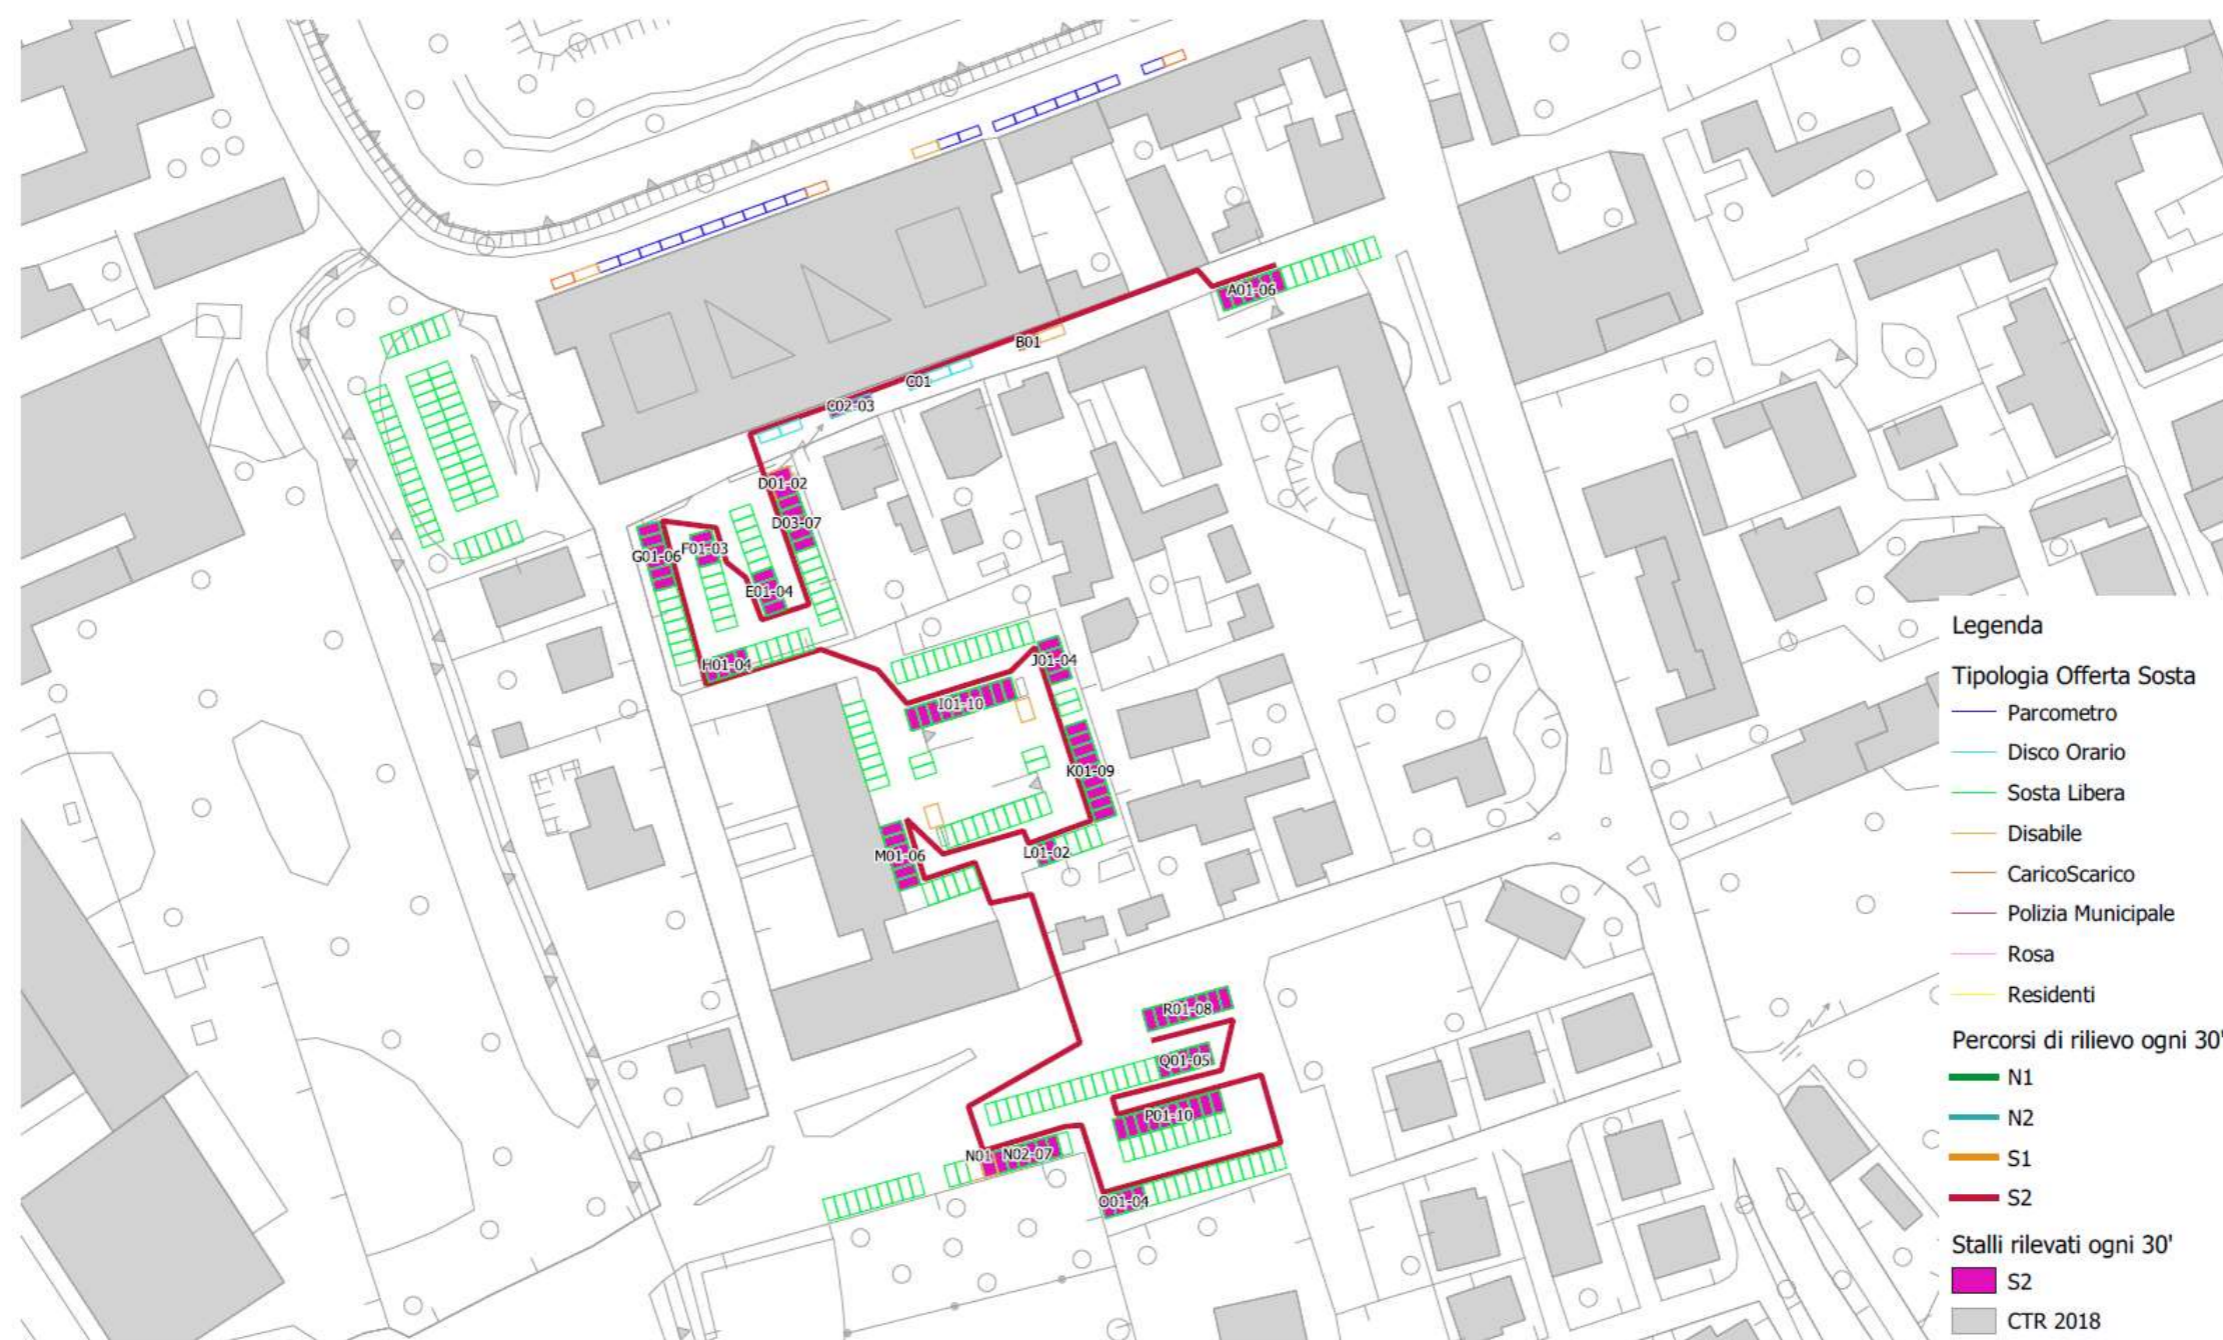 A01-06
B01
C01
C02-03
D01-02
D03-07
G01-06
F01-03
E01-04
H01-04
J01-04
I01-10
K01-09
M01-06
L01-02
R01-08
Q01-05
P01-10
N01
N02-07
O01-04
Legenda
Tipologia Offerta Sosta
Parcometro
Disco Orario
Sosta Libera
Disabile
CaricoScarico
Polizia Municipale
Rosa
Residenti
Percorsi di rilievo ogni 30'
N1
N2
S1
S2
Stalli rilevati ogni 30'
S2
CTR 2018